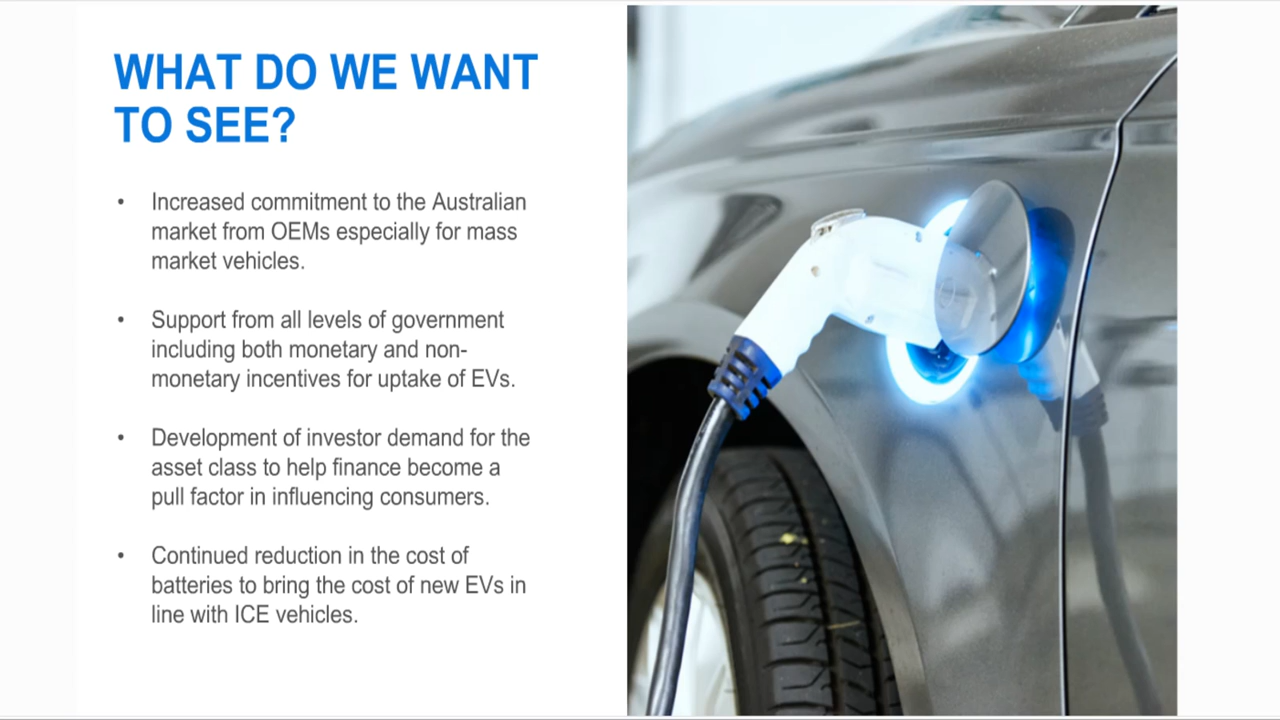 WHAT DO WE WANT
TO SEE?
• Increased commitment to the Australian
market from OEMs especially for mass
market vehicles.
• Support from all levels of government
including both monetary and non-
monetary incentives for uptake of EVs.
• Development of investor demand for the
asset class to help finance become a
pull factor in influencing consumers.
• Continued reduction in the cost of
batteries to bring the cost of new EVs in
line with ICE vehicles.